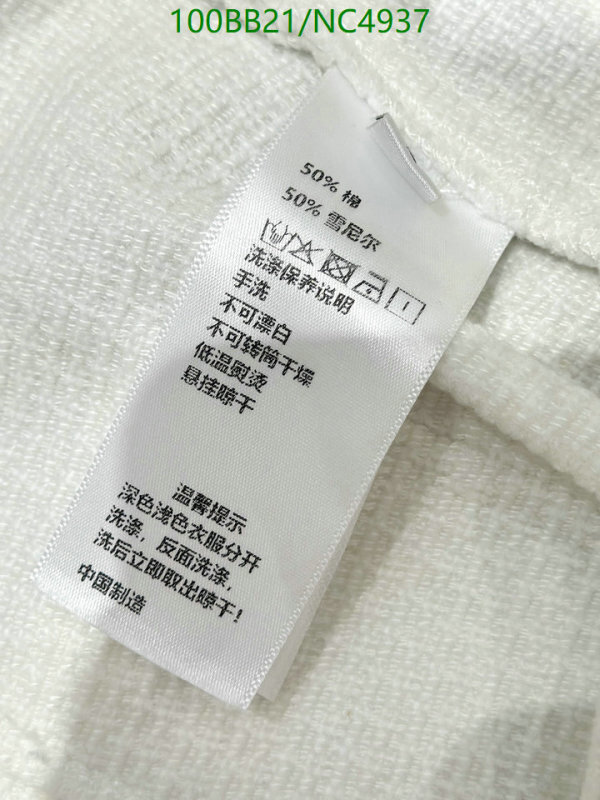 100BB21/NC4937
50% 棉
50% 雪尼尔
洗涤保养说明
手洗
不可漂白
不可转筒干燥
低温熨烫
悬挂晾干
温馨提示
深色浅色衣服分开
洗涤，反面洗涤，
洗后立即取出晾干!
中国制造